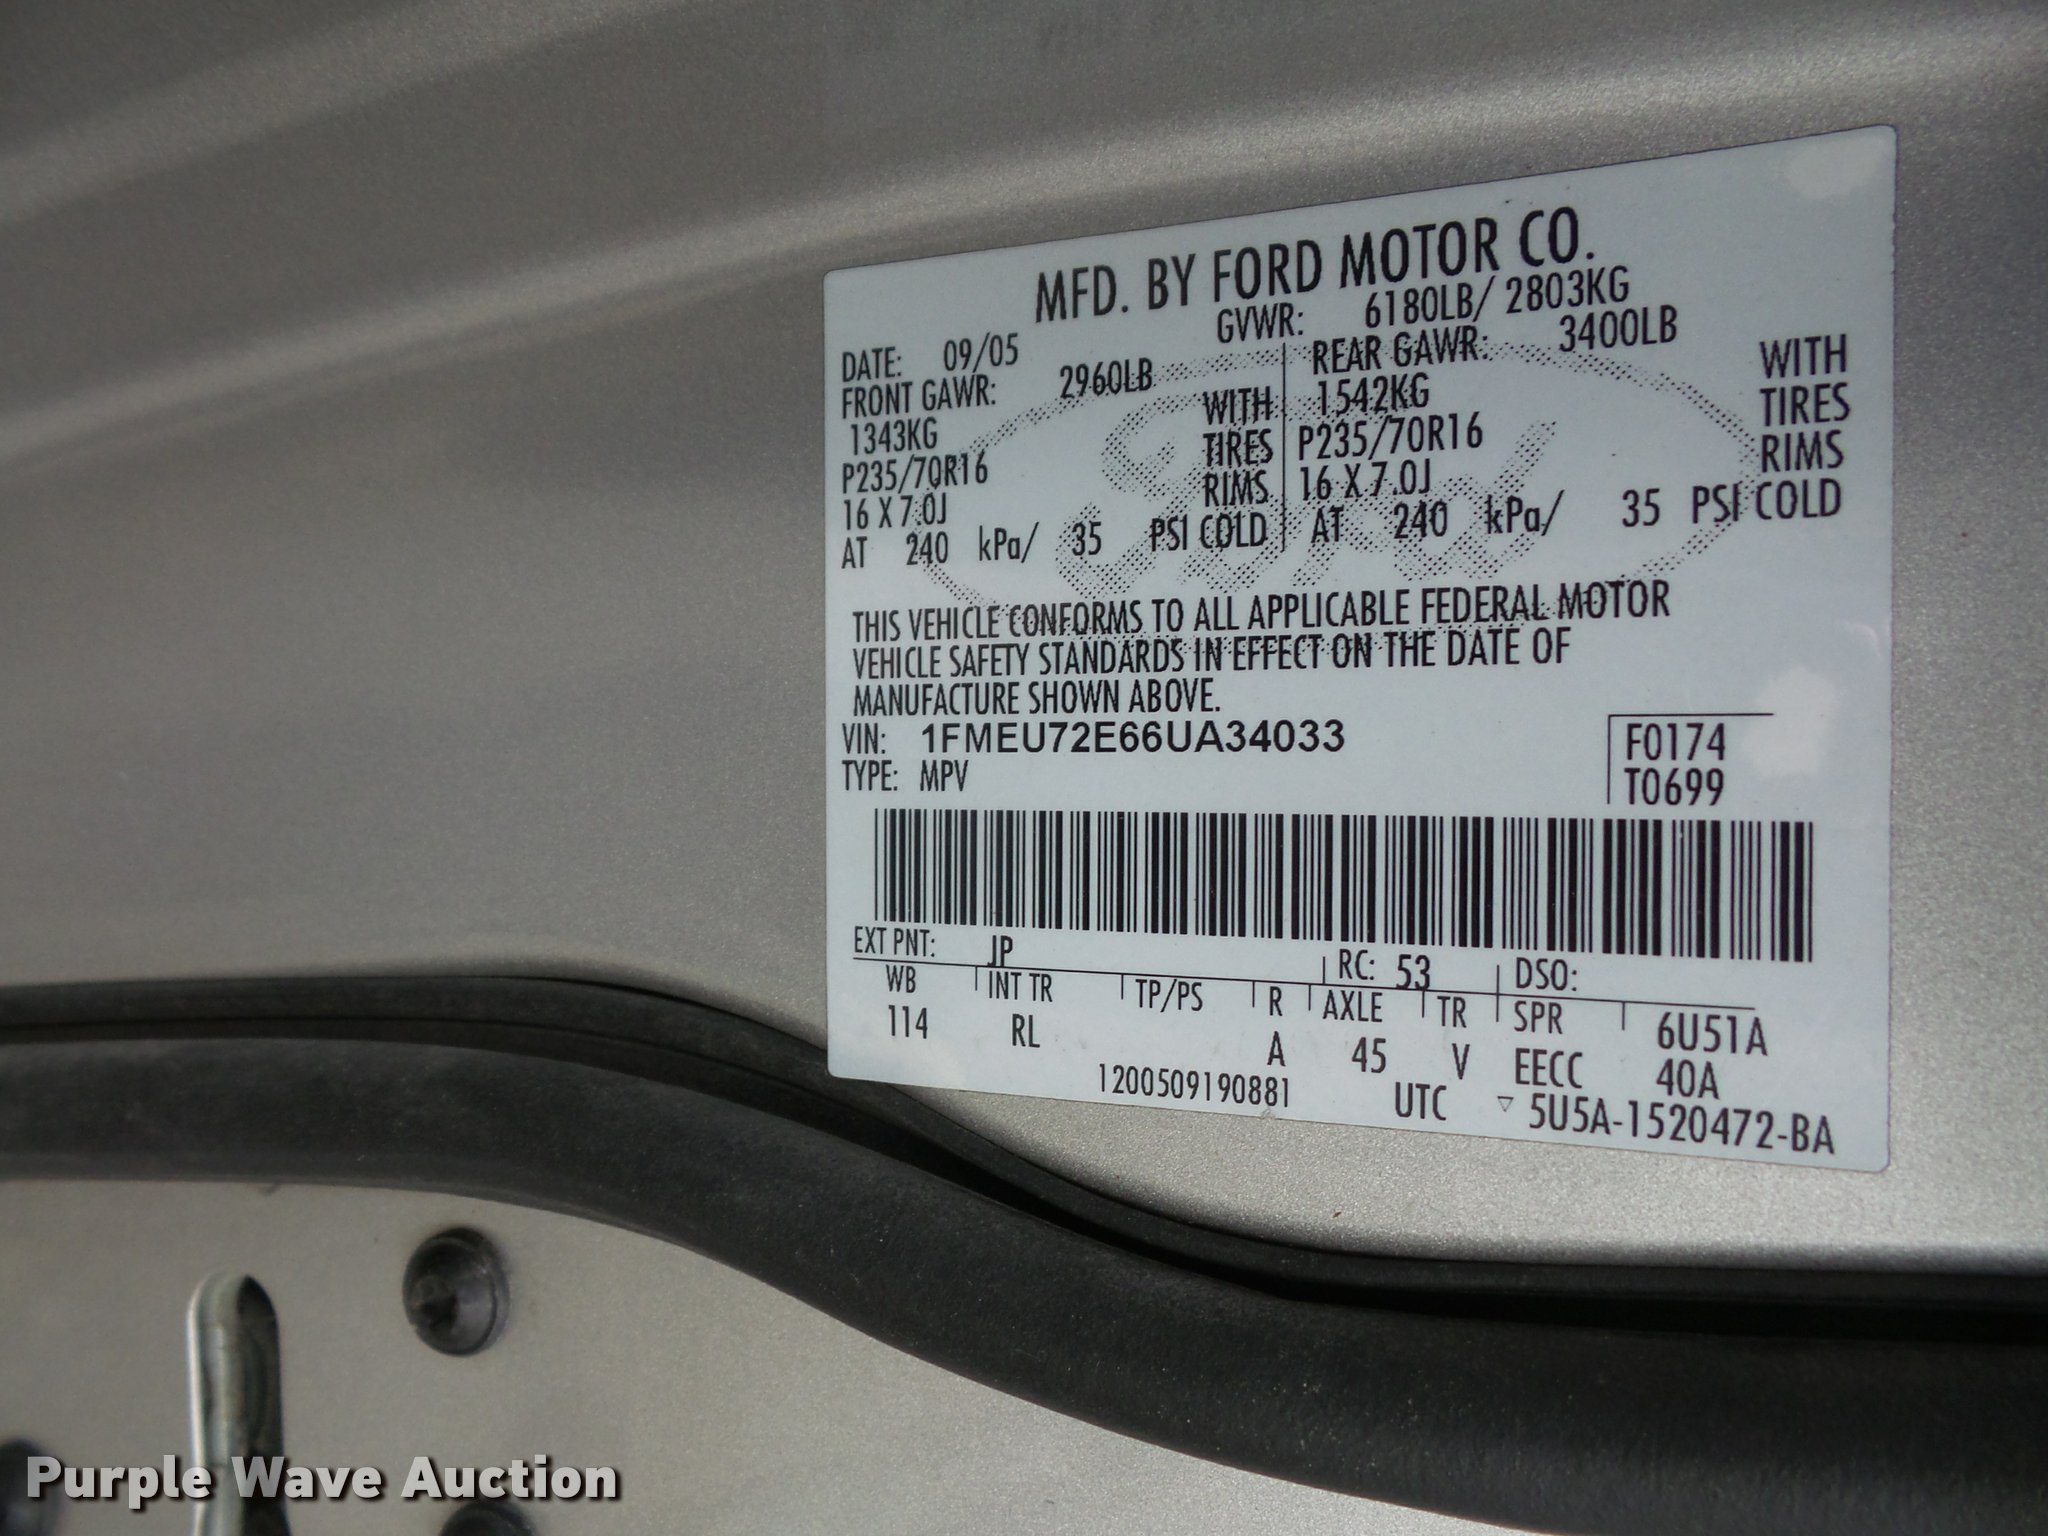 MFD. BY FORD MOTOR CO.
DATE: 09/05 GVWR: 6180LB/ 2803KG
FRONT GAWR: 2960LB REAR GAWR: 3400LB
1343KG WITH 1542KG WITH
P235/70R16 TIRES P235/70R16 TIRES
16 X 7.0J RIMS 16 X 7.0J RIMS
AT 240 kPa/ 35 PSI COLD AT 240 kPa/ 35 PSI COLD
Ford
THIS VEHICLE CONFORMS TO ALL APPLICABLE FEDERAL MOTOR
VEHICLE SAFETY STANDARDS IN EFFECT ON THE DATE OF
MANUFACTURE SHOWN ABOVE.
VIN: 1FMEU72E66UA34033 F0174
TYPE: MPV T0699
EXT PNT: JP RC: 53 DSO:
WB INT TR TP/PS R AXLE TR SPR 6U51A
114 RL A 45 V EECC 40A
1200509190881 UTC ▽ 5U5A-1520472-BA
Purple Wave Auction